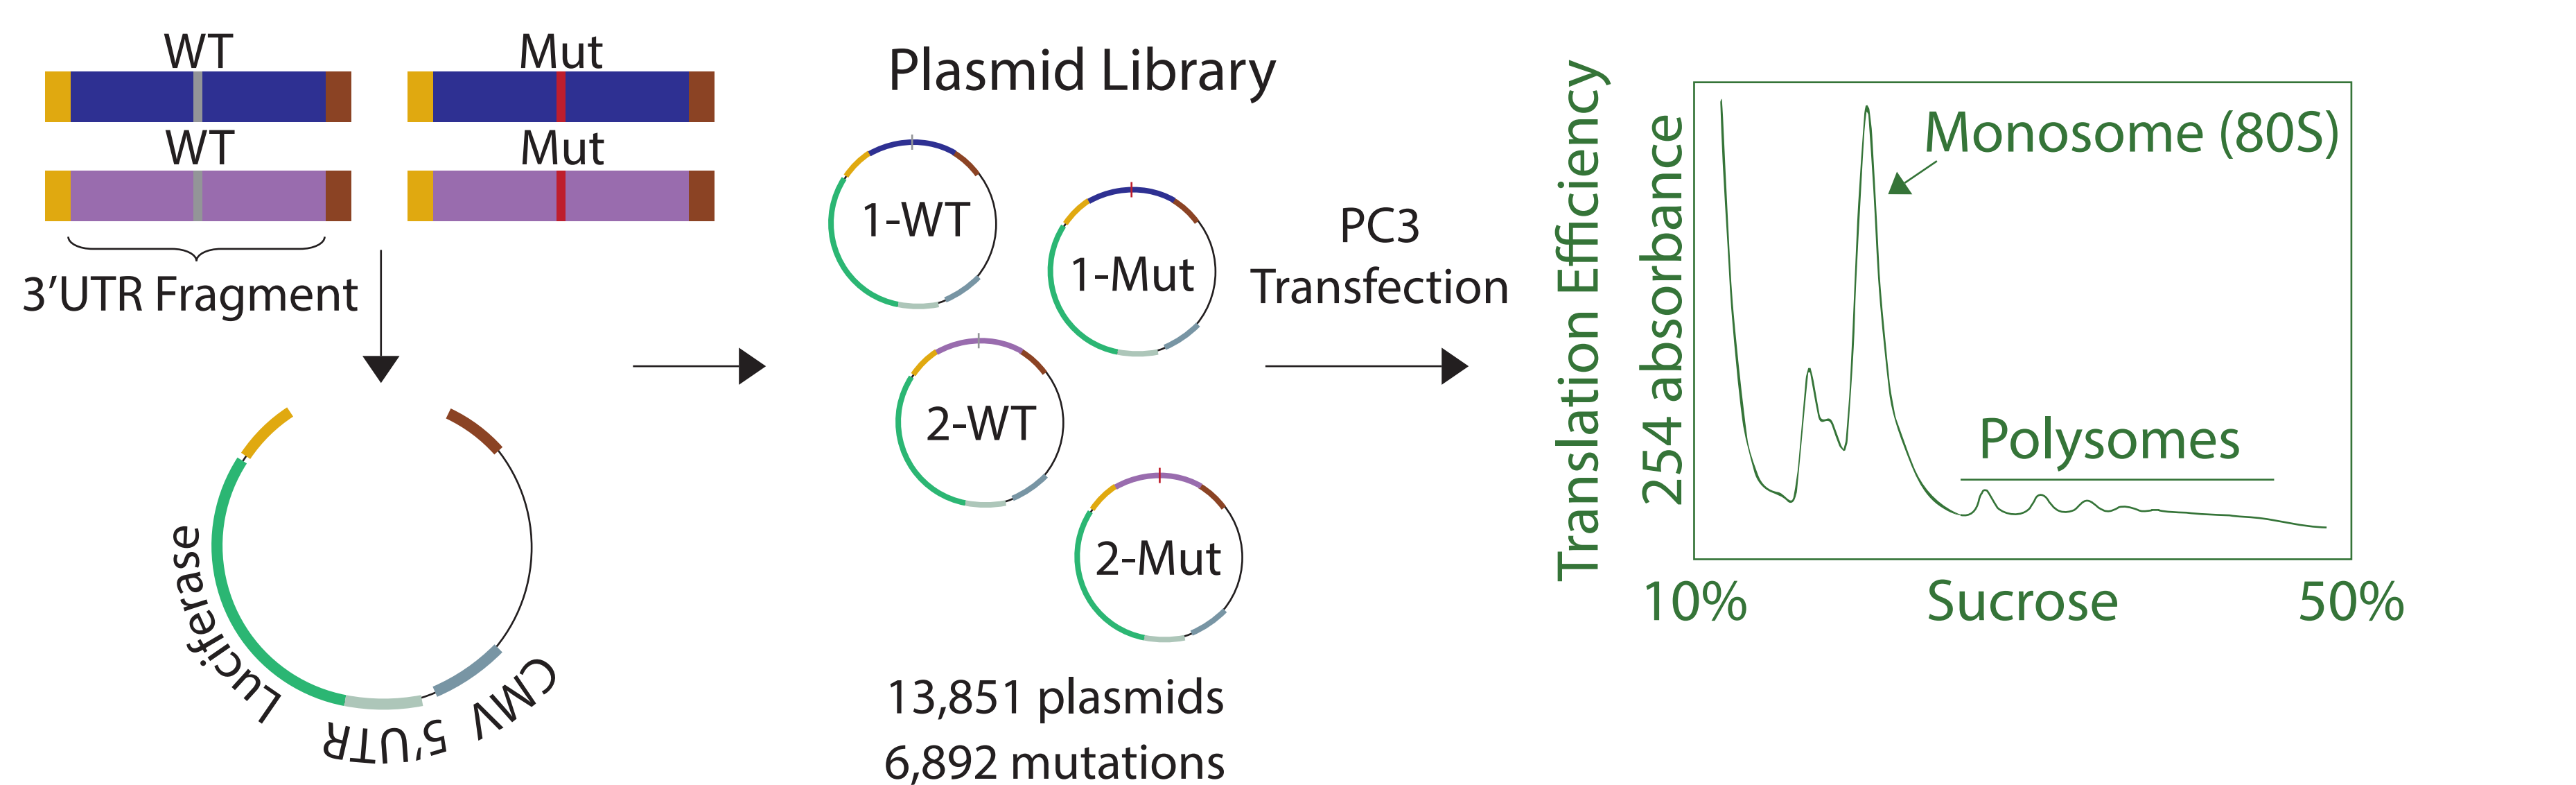 WT
Mut
WT
Mut
3'UTR Fragment
Luciferase
5'UTR
CMV
Plasmid Library
1-WT
1-Mut
2-WT
2-Mut
13,851 plasmids
6,892 mutations
PC3
Transfection
Translation Efficiency
254 absorbance
Monosome (80S)
Polysomes
10%
Sucrose
50%